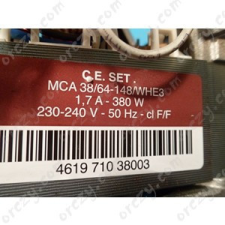 C.E. SET.
MCA 38/64-148/WHE3
1,7 A - 380 W
230-240 V - 50 Hz - cl F/F
4619 710 38003